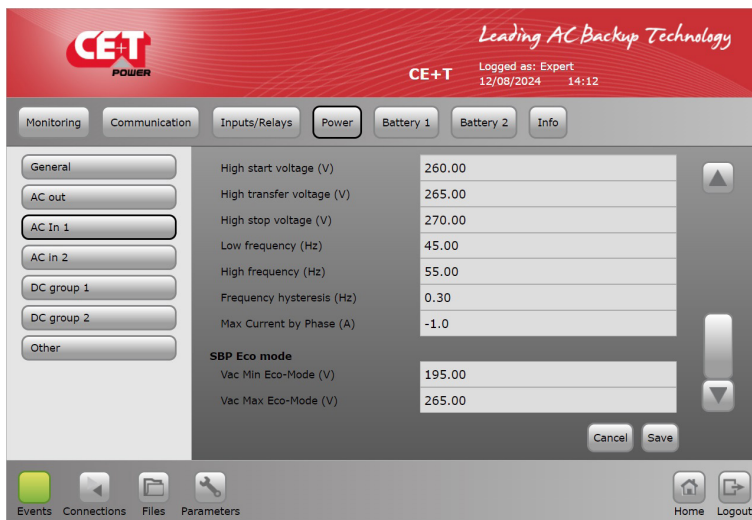 Leading AC Backup Technology
CE+T
POWER
CE+T
Logged as: Expert
12/08/2024 14:12
Monitoring
Communication
Inputs/Relays
Power
Battery 1
Battery 2
Info
General
AC out
AC In 1
AC in 2
DC group 1
DC group 2
Other
High start voltage (V) 260.00
High transfer voltage (V) 265.00
High stop voltage (V) 270.00
Low frequency (Hz) 45.00
High frequency (Hz) 55.00
Frequency hysteresis (Hz) 0.30
Max Current by Phase (A) -1.0
SBP Eco mode
Vac Min Eco-Mode (V) 195.00
Vac Max Eco-Mode (V) 265.00
Cancel
Save
Events
Connections
Files
Parameters
Home
Logout